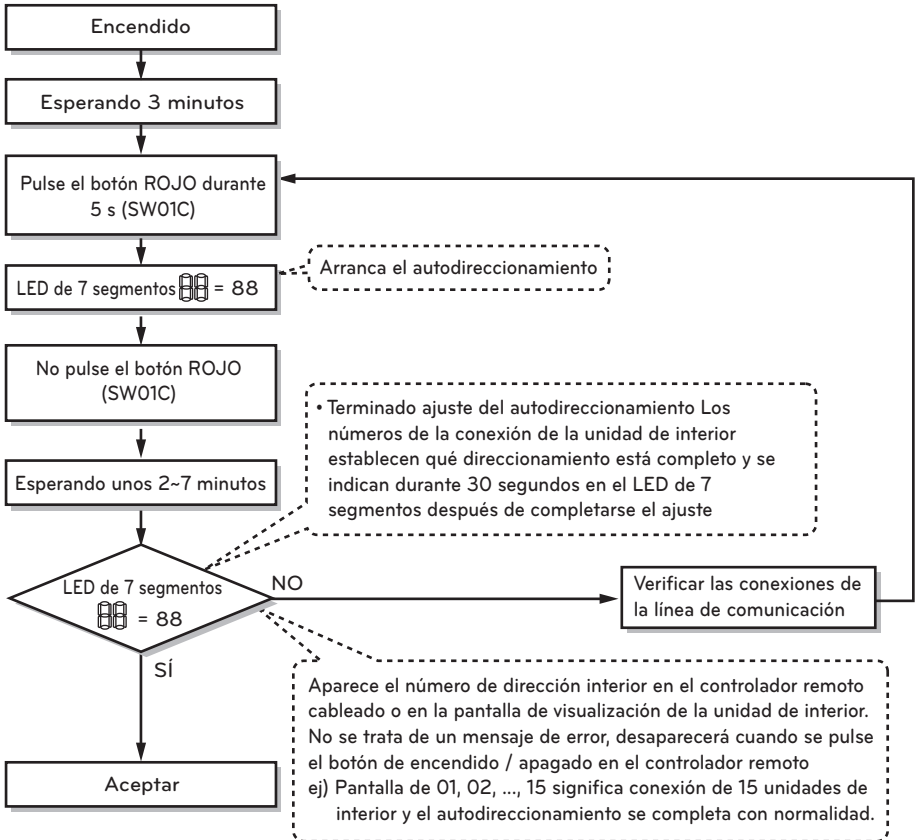 Encendido
Esperando 3 minutos
Pulse el botón ROJO durante
5 s (SW01C)
LED de 7 segmentos 88 = 88
Arranca el autodireccionamiento
No pulse el botón ROJO
(SW01C)
• Terminado ajuste del autodireccionamiento Los
números de la conexión de la unidad de interior
establecen qué direccionamiento está completo y se
indican durante 30 segundos en el LED de 7
segmentos después de completarse el ajuste
Esperando unos 2~7 minutos
LED de 7 segmentos
88 = 88
NO
Verificar las conexiones de
la línea de comunicación
SÍ
Aparece el número de dirección interior en el controlador remoto
cableado o en la pantalla de visualización de la unidad de interior.
No se trata de un mensaje de error, desaparecerá cuando se pulse
el botón de encendido / apagado en el controlador remoto
ej) Pantalla de 01, 02, ..., 15 significa conexión de 15 unidades de
interior y el autodireccionamiento se completa con normalidad.
Aceptar